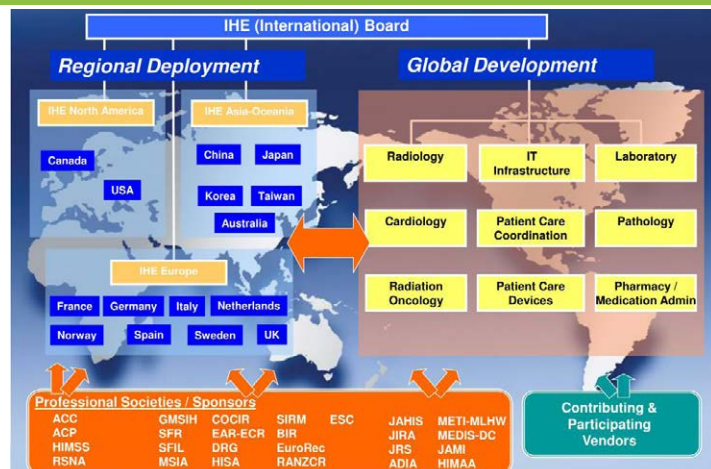 IHE (International) Board
Regional Deployment
Global Development
IHE North America
IHE Asia-Oceania
Canada
USA
China
Japan
Korea
Taiwan
Australia
IHE Europe
France
Germany
Italy
Netherlands
Norway
Spain
Sweden
UK
Radiology
IT
Infrastructure
Laboratory
Cardiology
Patient Care
Coordination
Pathology
Radiation
Oncology
Patient Care
Devices
Pharmacy /
Medication Admin
Professional Societies / Sponsors
ACC GMSIH COCIR SIRM ESC JAHIS METI-MLHW
ACP SFR EAR-ECR BIR JIRA MEDIS-DC
HIMSS SFIL DRG EuroRec JRS JAMI
RSNA MSIA HISA RANZCR ADIA HIMAA
Contributing &
Participating
Vendors